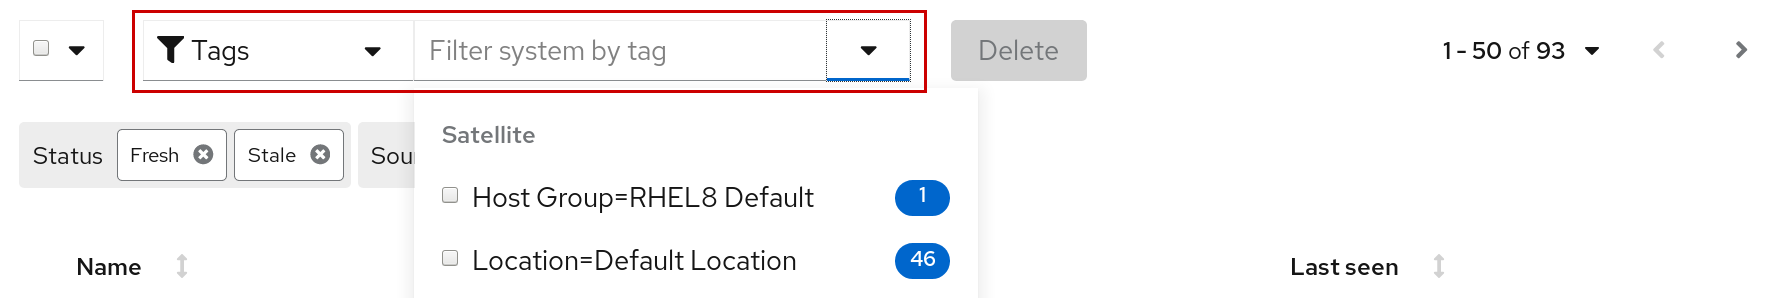 Tags Filter system by tag Delete 1 - 50 of 93
Satellite
Status Fresh Stale
Host Group=RHEL8 Default 1
Location=Default Location 46
Name Last seen